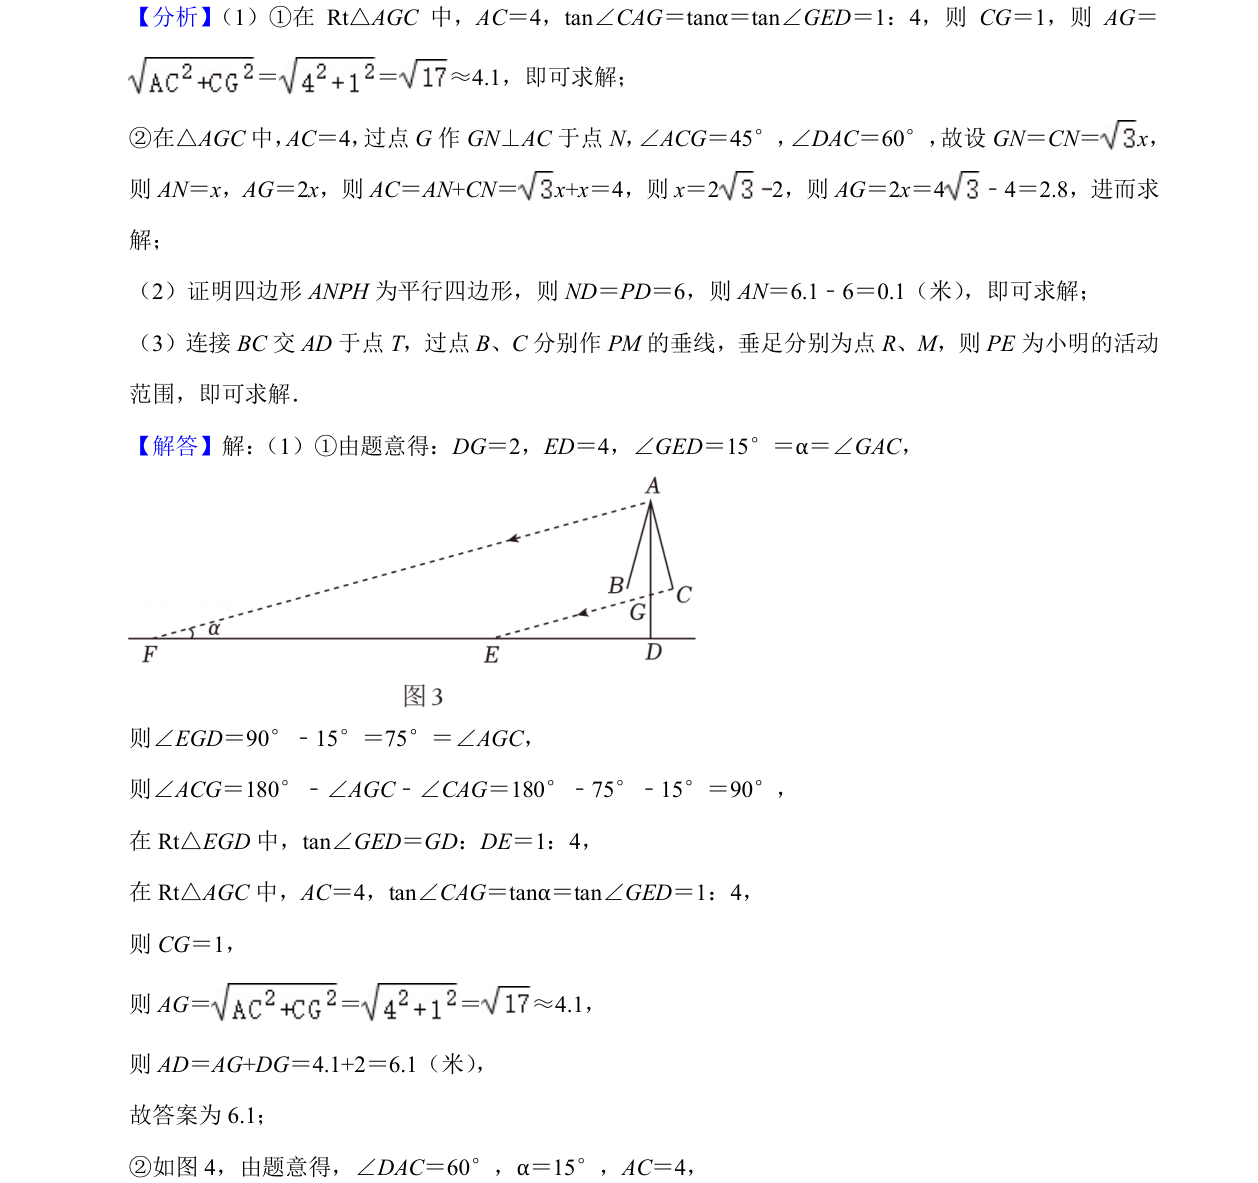 【分析】（1）①在 Rt△AGC 中，AC＝4，tan∠CAG＝tanα＝tan∠GED＝1：4，则 CG＝1，则 AG＝
√(AC²+CG²)＝√(4²+1²)＝√17≈4.1，即可求解；
②在△AGC 中，AC＝4，过点 G 作 GN⊥AC 于点 N，∠ACG＝45°，∠DAC＝60°，故设 GN＝CN＝√3x，
则 AN＝x，AG＝2x，则 AC＝AN+CN＝√3x+x＝4，则 x＝2√3﹣2，则 AG＝2x＝4√3﹣4＝2.8，进而求
解；
（2）证明四边形 ANPH 为平行四边形，则 ND＝PD＝6，则 AN＝6.1﹣6＝0.1（米），即可求解；
（3）连接 BC 交 AD 于点 T，过点 B、C 分别作 PM 的垂线，垂足分别为点 R、M，则 PE 为小明的活动
范围，即可求解．
【解答】解：（1）①由题意得：DG＝2，ED＝4，∠GED＝15°＝α＝∠GAC，
A
B
C
G
α
F
E
D
图3
则∠EGD＝90°﹣15°＝75°＝∠AGC，
则∠ACG＝180°﹣∠AGC﹣∠CAG＝180°﹣75°﹣15°＝90°，
在 Rt△EGD 中，tan∠GED＝GD：DE＝1：4，
在 Rt△AGC 中，AC＝4，tan∠CAG＝tanα＝tan∠GED＝1：4，
则 CG＝1，
则 AG＝√(AC²+CG²)＝√(4²+1²)＝√17≈4.1，
则 AD＝AG+DG＝4.1+2＝6.1（米），
故答案为 6.1；
②如图 4，由题意得，∠DAC＝60°，α＝15°，AC＝4，